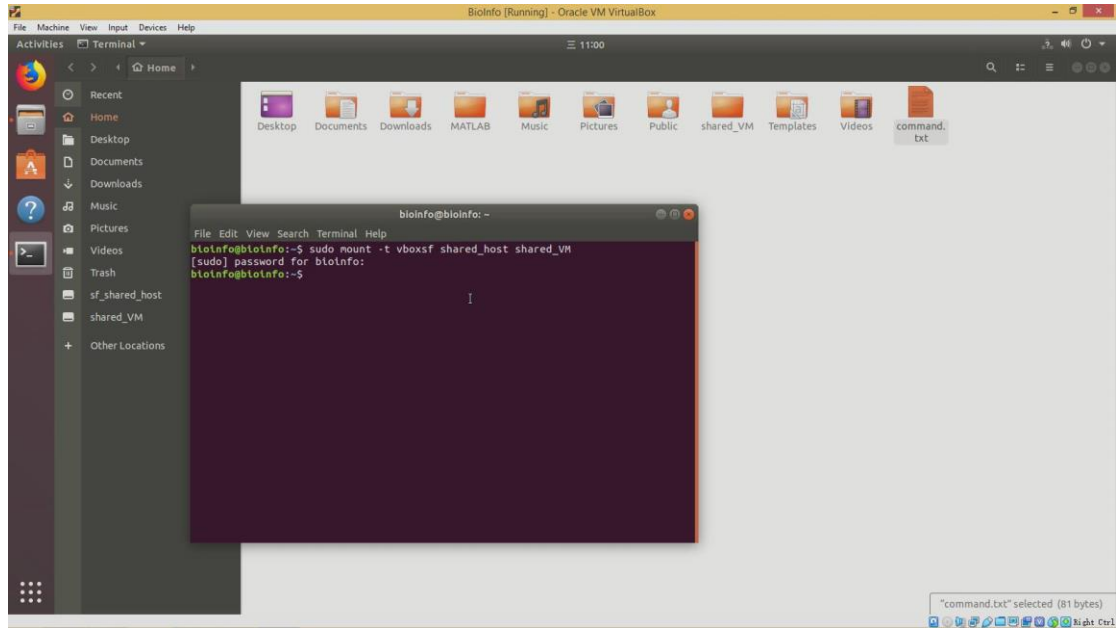 BioInfo [Running] - Oracle VM VirtualBox
File Machine View Input Devices Help
Activities Terminal 三 11:00
Home
Recent
Home
Desktop
Documents
Downloads
Music
Pictures
Videos
Trash
sf_shared_host
shared_VM
+ Other Locations
Desktop Documents Downloads MATLAB Music Pictures Public shared_VM Templates Videos command.
txt
bioinfo@bioinfo: ~
File Edit View Search Terminal Help
bioinfo@bioinfo:~$ sudo mount -t vboxsf shared_host shared_VM
[sudo] password for bioinfo:
bioinfo@bioinfo:~$
"command.txt" selected (81 bytes)
Right Ctrl